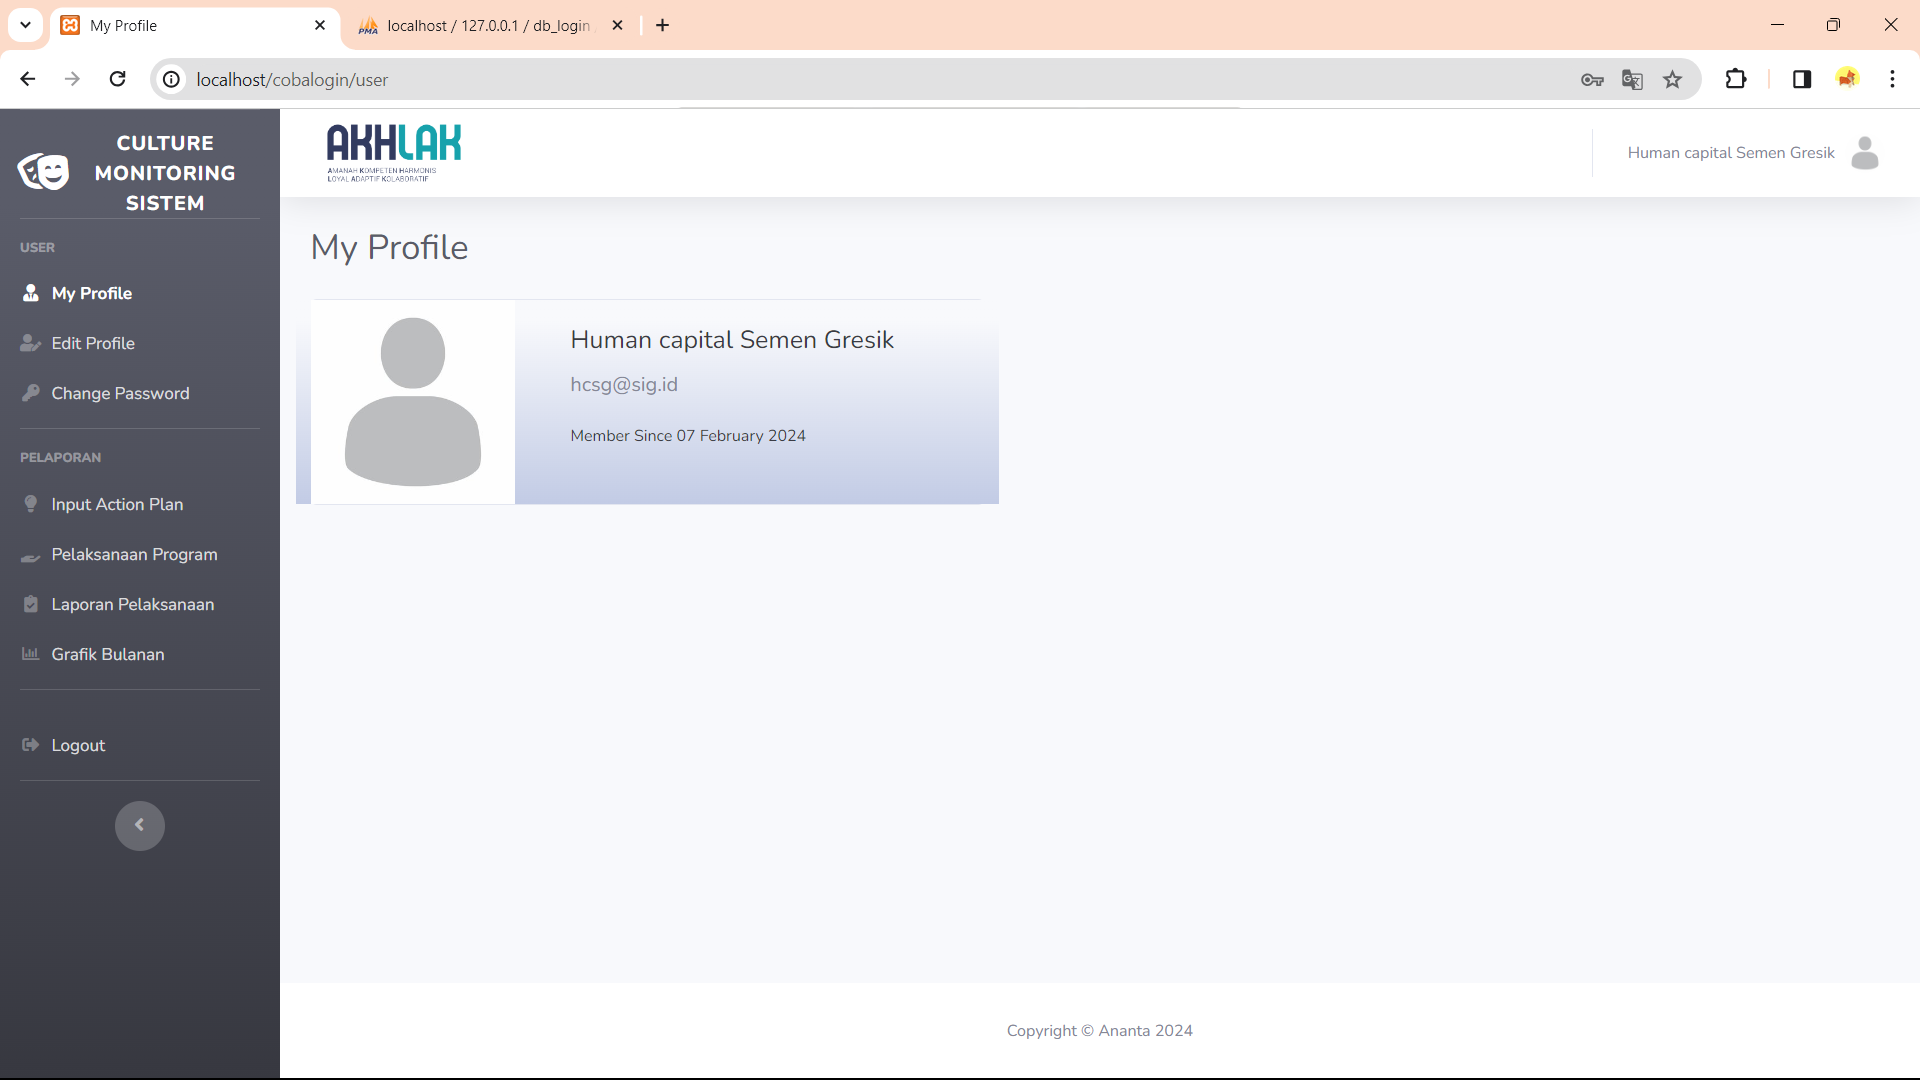 My Profile
localhost / 127.0.0.1 / db_login
localhost/cobalogin/user
CULTURE
MONITORING
SISTEM
AKHLAK
AMANAH KOMPETEN HARMONIS
LOYAL ADAPTIF KOLABORATIF
Human capital Semen Gresik
USER
My Profile
Edit Profile
Change Password
PELAPORAN
Input Action Plan
Pelaksanaan Program
Laporan Pelaksanaan
Grafik Bulanan
Logout
My Profile
Human capital Semen Gresik
hcsg@sig.id
Member Since 07 February 2024
Copyright © Ananta 2024